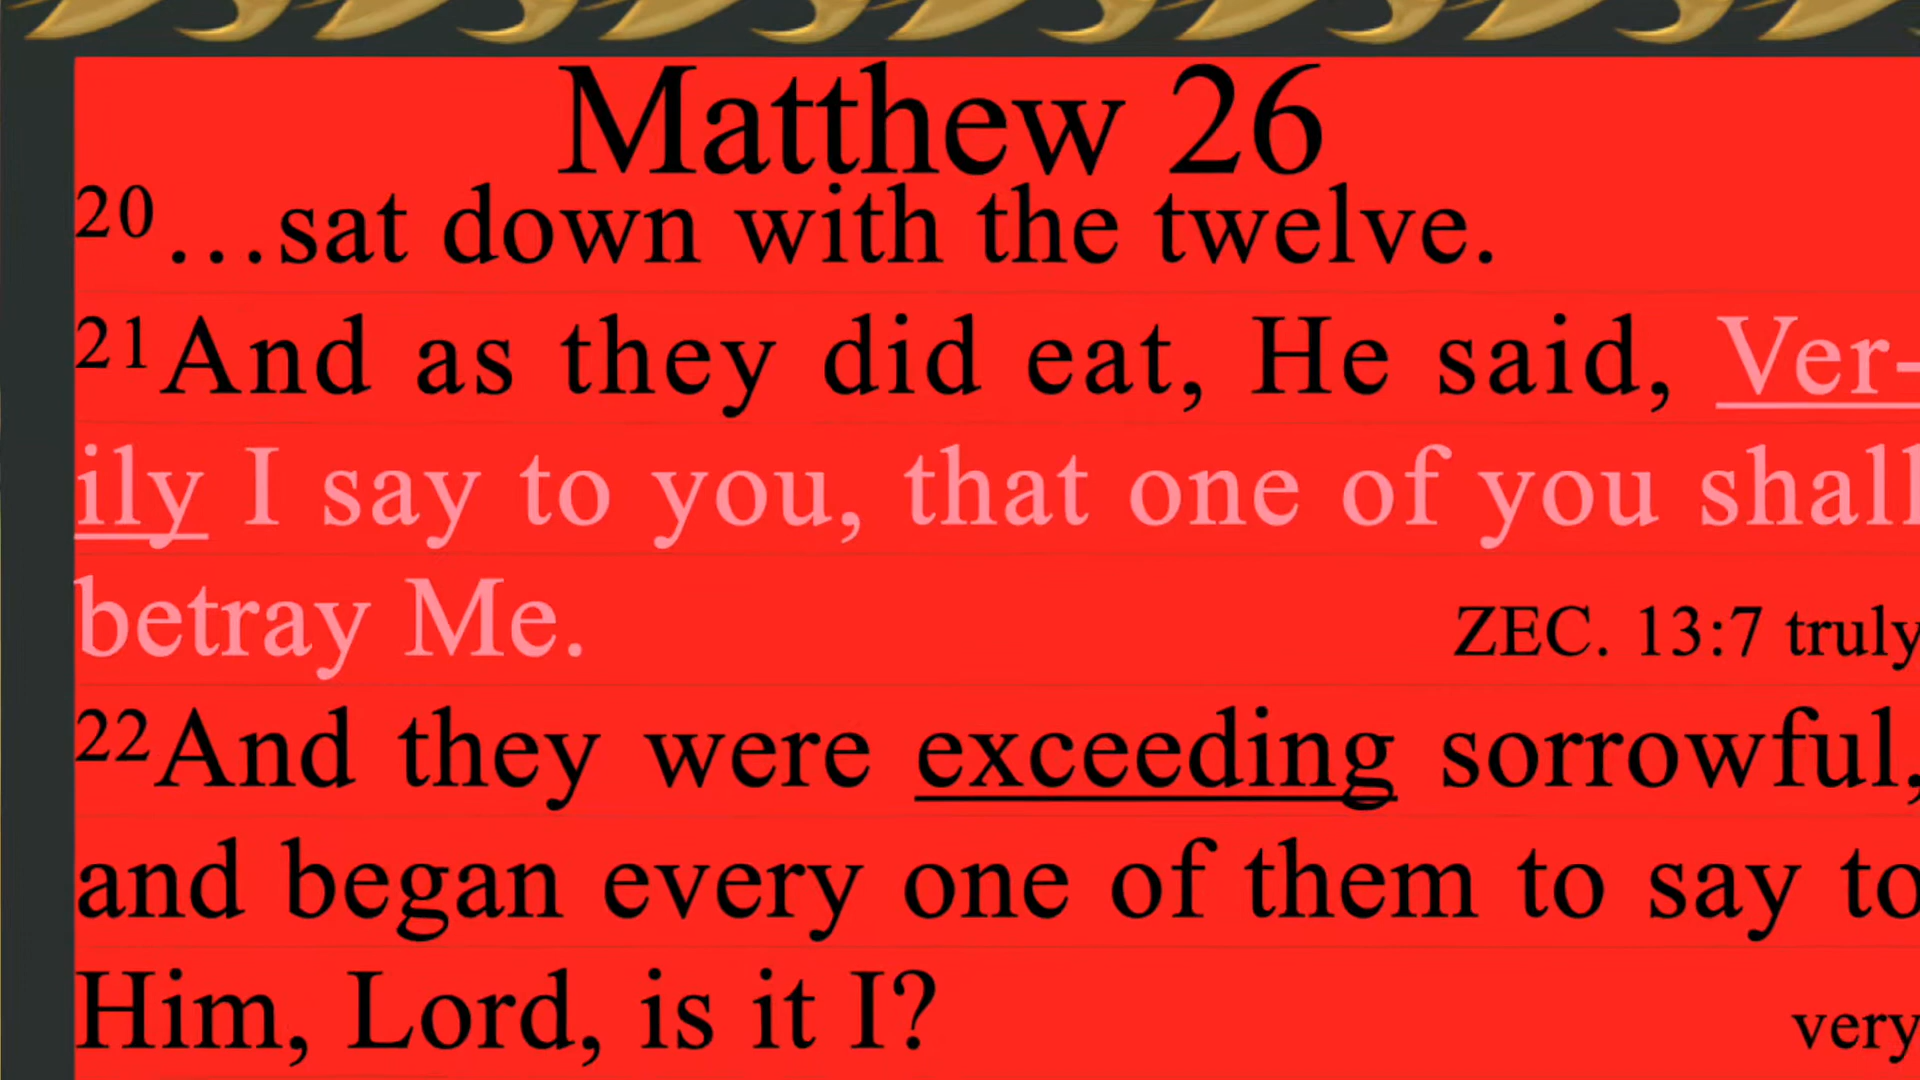 Matthew 26
20...sat down with the twelve.
21And as they did eat, He said, Ver-
ily I say to you, that one of you shall
betray Me. ZEC. 13:7 truly
22And they were exceeding sorrowful,
and began every one of them to say to
Him, Lord, is it I? very